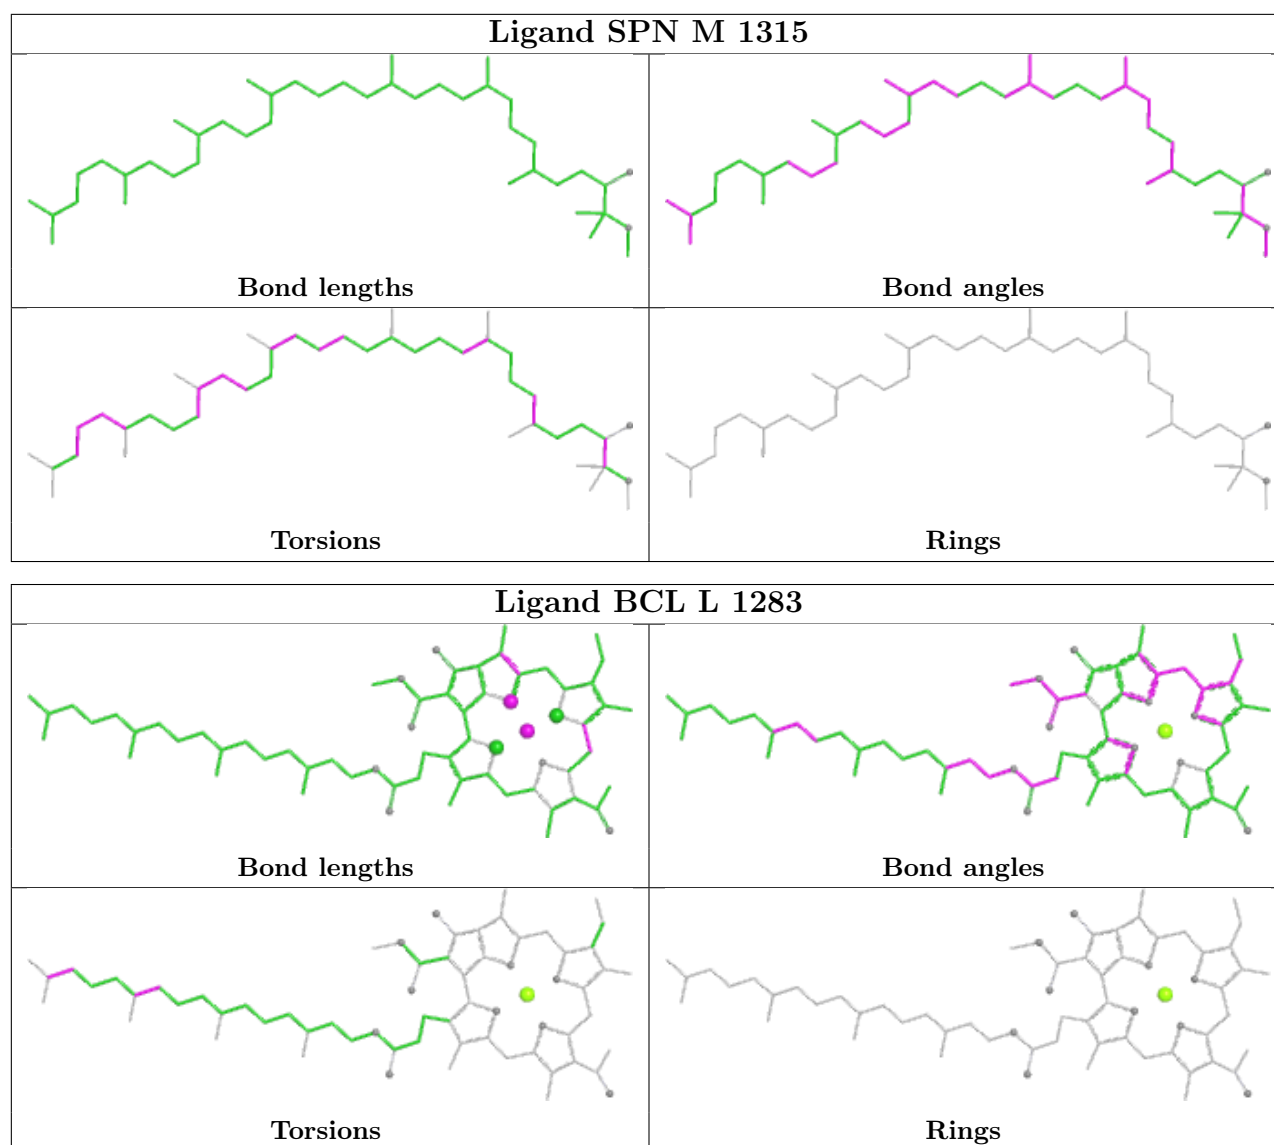 Ligand SPN M 1315
Bond lengths
Bond angles
Torsions
Rings
Ligand BCL L 1283
Bond lengths
Bond angles
Torsions
Rings